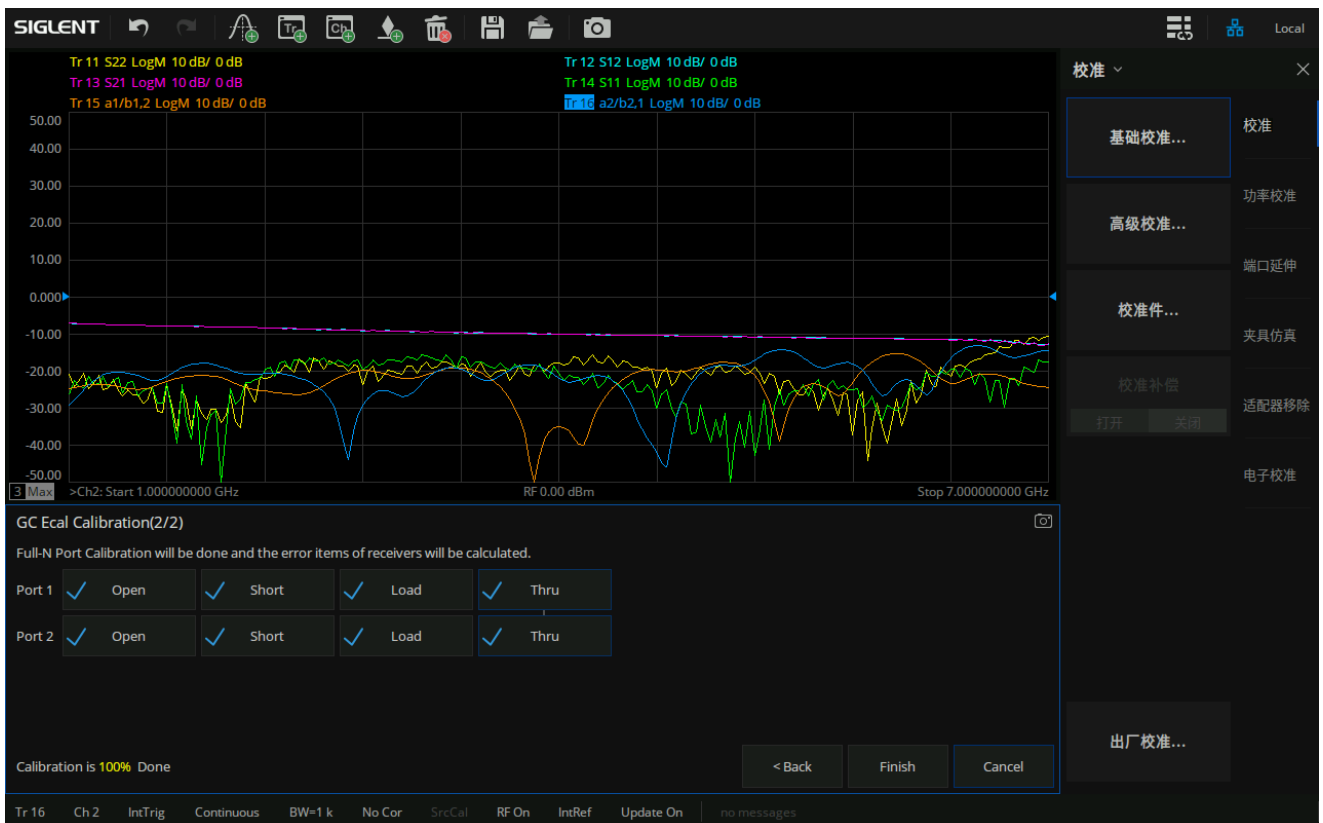 SIGLENT Tr Ch Local
Tr 11 S22 LogM 10 dB/ 0 dB
Tr 12 S12 LogM 10 dB/ 0 dB
Tr 13 S21 LogM 10 dB/ 0 dB
Tr 14 S11 LogM 10 dB/ 0 dB
Tr 15 a1/b1,2 LogM 10 dB/ 0 dB
Tr 16 a2/b2,1 LogM 10 dB/ 0 dB
50.00
40.00
30.00
20.00
10.00
0.000
-10.00
-20.00
-30.00
-40.00
-50.00
3 Max >Ch2: Start 1.000000000 GHz RF 0.00 dBm Stop 7.000000000 GHz
校准
基础校准...
高级校准...
校准件...
校准补偿
打开 关闭
出厂校准...
校准
功率校准
端口延伸
夹具仿真
适配器移除
电子校准
GC Ecal Calibration(2/2)
Full-N Port Calibration will be done and the error items of receivers will be calculated.
Port 1 Open Short Load Thru
Port 2 Open Short Load Thru
Calibration is 100% Done
< Back Finish Cancel
Tr 16 Ch 2 IntTrig Continuous BW=1 k No Cor SrcCal RF On IntRef Update On no messages